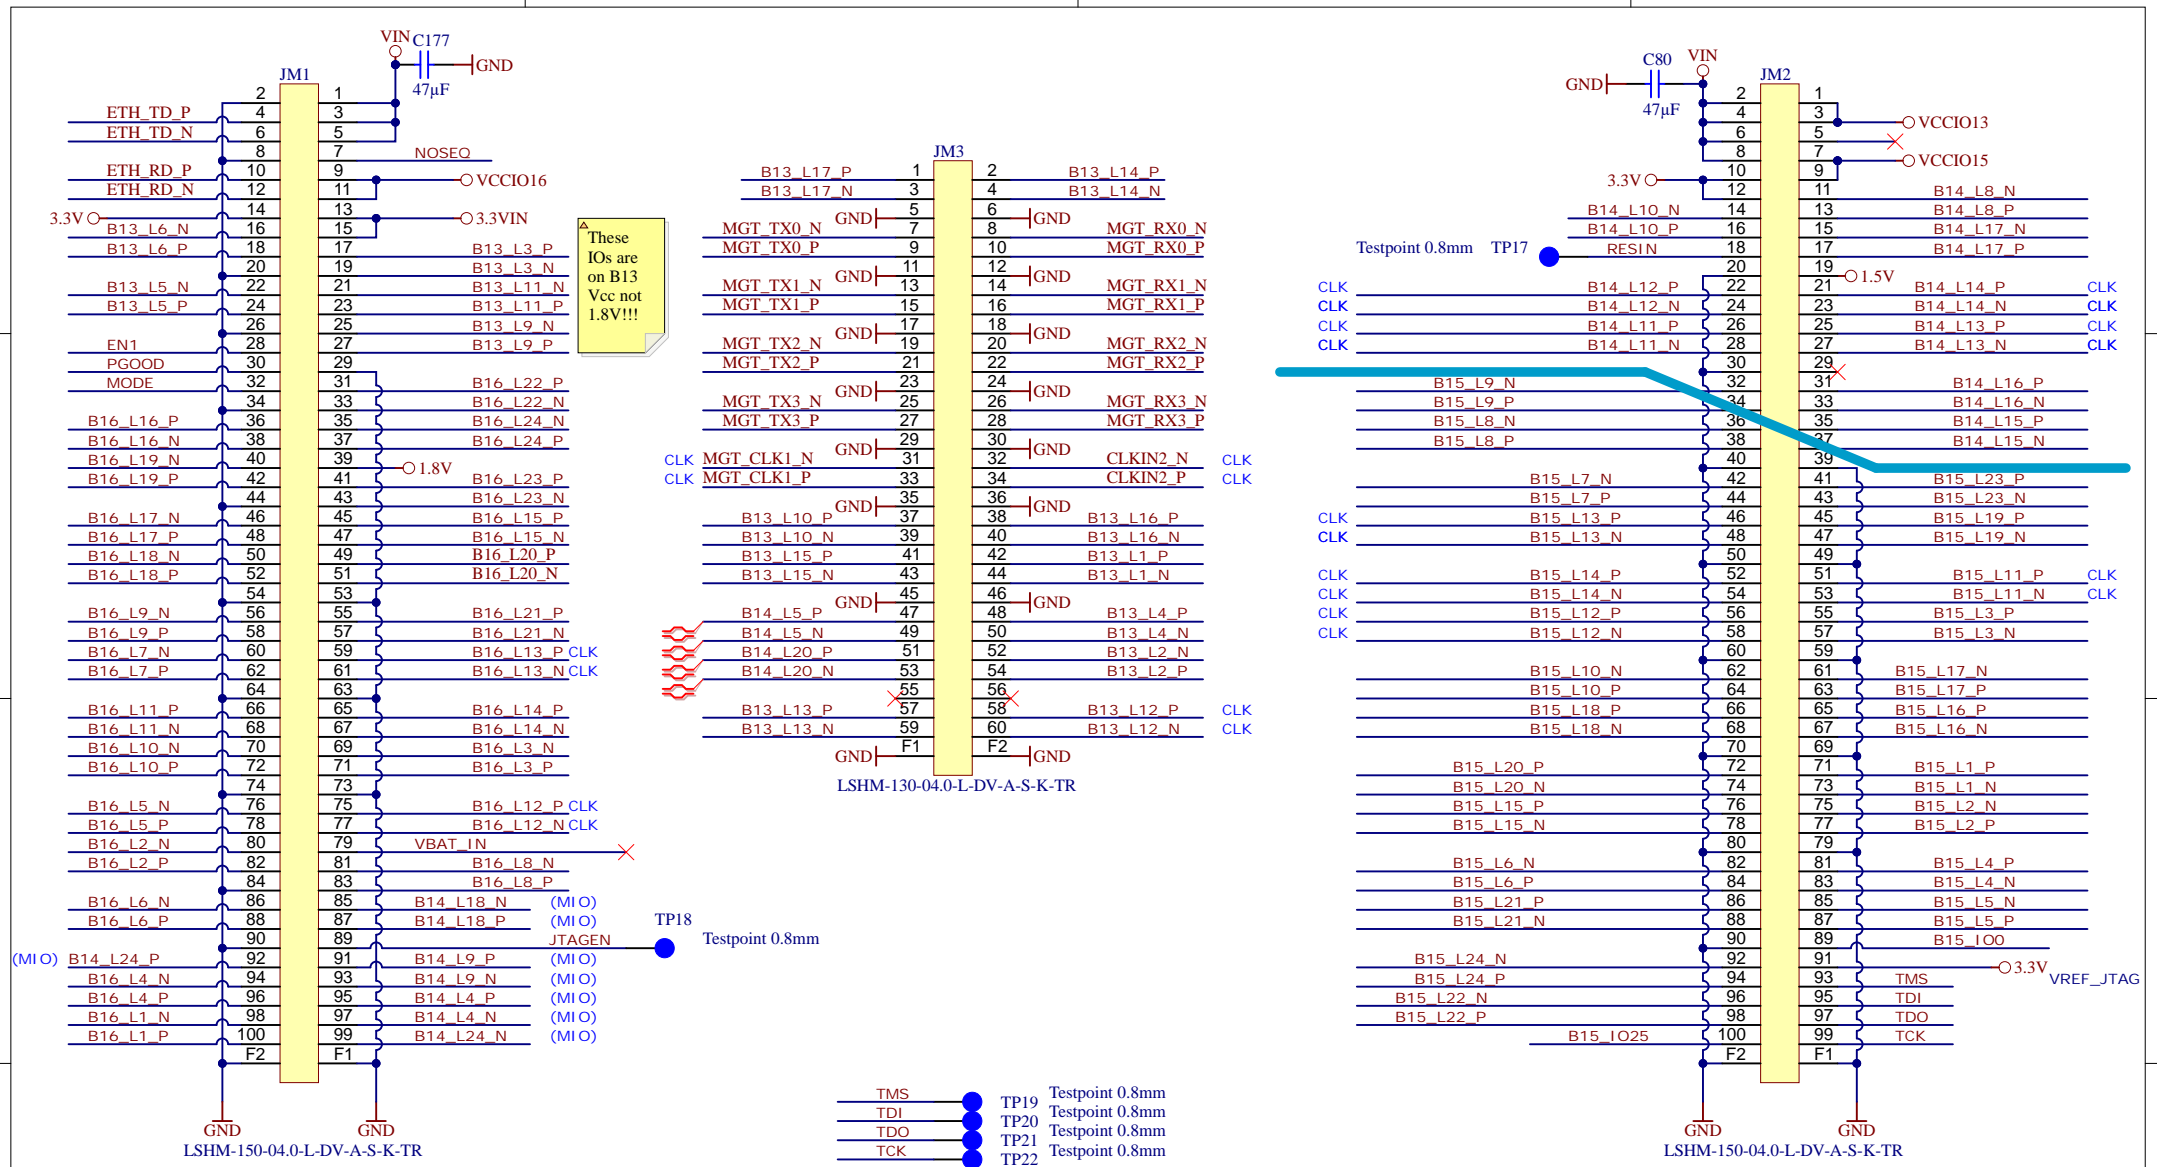 VIN C177
GND
47µF
JM1
2 1
ETH_TD_P 4 3
ETH_TD_N 6 5
8 7 NOSEQ
ETH_RD_P 10 9 VCCIO16
ETH_RD_N 12 11
3.3V 14 13 3.3VIN
B13_L6_N 16 15
B13_L6_P 18 17 B13_L3_P
20 19 B13_L3_N
B13_L5_N 22 21 B13_L11_N
B13_L5_P 24 23 B13_L11_P
26 25 B13_L9_N
EN1 28 27 B13_L9_P
PGOOD 30 29
MODE 32 31 B16_L22_P
34 33 B16_L22_N
B16_L16_P 36 35 B16_L24_N
B16_L16_N 38 37 B16_L24_P
B16_L19_N 40 39 1.8V
B16_L19_P 42 41 B16_L23_P
44 43 B16_L23_N
B16_L17_N 46 45 B16_L15_P
B16_L17_P 48 47 B16_L15_N
B16_L18_N 50 49 B16_L20_P
B16_L18_P 52 51 B16_L20_N
54 53
B16_L9_N 56 55 B16_L21_P
B16_L9_P 58 57 B16_L21_N
B16_L7_N 60 59 B16_L13_P CLK
B16_L7_P 62 61 B16_L13_N CLK
64 63
B16_L11_P 66 65 B16_L14_P
B16_L11_N 68 67 B16_L14_N
B16_L10_N 70 69 B16_L3_N
B16_L10_P 72 71 B16_L3_P
74 73
B16_L5_N 76 75 B16_L12_P CLK
B16_L5_P 78 77 B16_L12_N CLK
B16_L2_N 80 79 VBAT_IN
B16_L2_P 82 81 B16_L8_N
84 83 B16_L8_P
B16_L6_N 86 85 B14_L18_N (MIO)
B16_L6_P 88 87 B14_L18_P (MIO)
90 89 JTAGEN
(MIO) B14_L24_P 92 91 B14_L9_P (MIO)
B16_L4_N 94 93 B14_L9_N (MIO)
B16_L4_P 96 95 B14_L4_P (MIO)
B16_L1_N 98 97 B14_L4_N (MIO)
B16_L1_P 100 99 B14_L24_N (MIO)
F2 F1
GND GND
LSHM-150-04.0-L-DV-A-S-K-TR
TP18
Testpoint 0.8mm
These
IOs are
on B13
Vcc not
1.8V!!!
JM3
B13_L17_P 1 2 B13_L14_P
B13_L17_N 3 4 B13_L14_N
GND 5 6 GND
MGT_TX0_N 7 8 MGT_RX0_N
MGT_TX0_P 9 10 MGT_RX0_P
GND 11 12 GND
MGT_TX1_N 13 14 MGT_RX1_N
MGT_TX1_P 15 16 MGT_RX1_P
GND 17 18 GND
MGT_TX2_N 19 20 MGT_RX2_N
MGT_TX2_P 21 22 MGT_RX2_P
GND 23 24 GND
MGT_TX3_N 25 26 MGT_RX3_N
MGT_TX3_P 27 28 MGT_RX3_P
GND 29 30 GND
CLK MGT_CLK1_N 31 32 CLKIN2_N CLK
CLK MGT_CLK1_P 33 34 CLKIN2_P CLK
GND 35 36 GND
B13_L10_P 37 38 B13_L16_P
B13_L10_N 39 40 B13_L16_N
B13_L15_P 41 42 B13_L1_P
B13_L15_N 43 44 B13_L1_N
GND 45 46 GND
B14_L5_P 47 48 B13_L4_P
B14_L5_N 49 50 B13_L4_N
B14_L20_P 51 52 B13_L2_N
B14_L20_N 53 54 B13_L2_P
55 56
B13_L13_P 57 58 B13_L12_P CLK
B13_L13_N 59 60 B13_L12_N CLK
GND F1 F2 GND
LSHM-130-04.0-L-DV-A-S-K-TR
TMS TP19 Testpoint 0.8mm
TDI TP20 Testpoint 0.8mm
TDO TP21 Testpoint 0.8mm
TCK TP22 Testpoint 0.8mm
C80 VIN
GND
47µF
JM2
2 1
4 3 VCCIO13
6 5
8 7 VCCIO15
3.3V 10 9
12 11 B14_L8_N
B14_L10_N 14 13 B14_L8_P
B14_L10_P 16 15 B14_L17_N
Testpoint 0.8mm TP17 RESIN 18 17 B14_L17_P
20 19 1.5V
CLK B14_L12_P 22 21 B14_L14_P CLK
CLK B14_L12_N 24 23 B14_L14_N CLK
CLK B14_L11_P 26 25 B14_L13_P CLK
CLK B14_L11_N 28 27 B14_L13_N CLK
30 29
B15_L9_N 32 31 B14_L16_P
B15_L9_P 34 33 B14_L16_N
B15_L8_N 36 35 B14_L15_P
B15_L8_P 38 37 B14_L15_N
40 39
B15_L7_N 42 41 B15_L23_P
B15_L7_P 44 43 B15_L23_N
CLK B15_L13_P 46 45 B15_L19_P
CLK B15_L13_N 48 47 B15_L19_N
50 49
CLK B15_L14_P 52 51 B15_L11_P CLK
CLK B15_L14_N 54 53 B15_L11_N CLK
CLK B15_L12_P 56 55 B15_L3_P
CLK B15_L12_N 58 57 B15_L3_N
60 59
B15_L10_N 62 61 B15_L17_N
B15_L10_P 64 63 B15_L17_P
B15_L18_P 66 65 B15_L16_P
B15_L18_N 68 67 B15_L16_N
70 69
B15_L20_P 72 71 B15_L1_P
B15_L20_N 74 73 B15_L1_N
B15_L15_P 76 75 B15_L2_N
B15_L15_N 78 77 B15_L2_P
80 79
B15_L6_N 82 81 B15_L4_P
B15_L6_P 84 83 B15_L4_N
B15_L21_P 86 85 B15_L5_N
B15_L21_N 88 87 B15_L5_P
90 89 B15_IO0
B15_L24_N 92 91 3.3V
B15_L24_P 94 93 TMS VREF_JTAG
B15_L22_N 96 95 TDI
B15_L22_P 98 97 TDO
B15_IO25 100 99 TCK
F2 F1
GND GND
LSHM-150-04.0-L-DV-A-S-K-TR